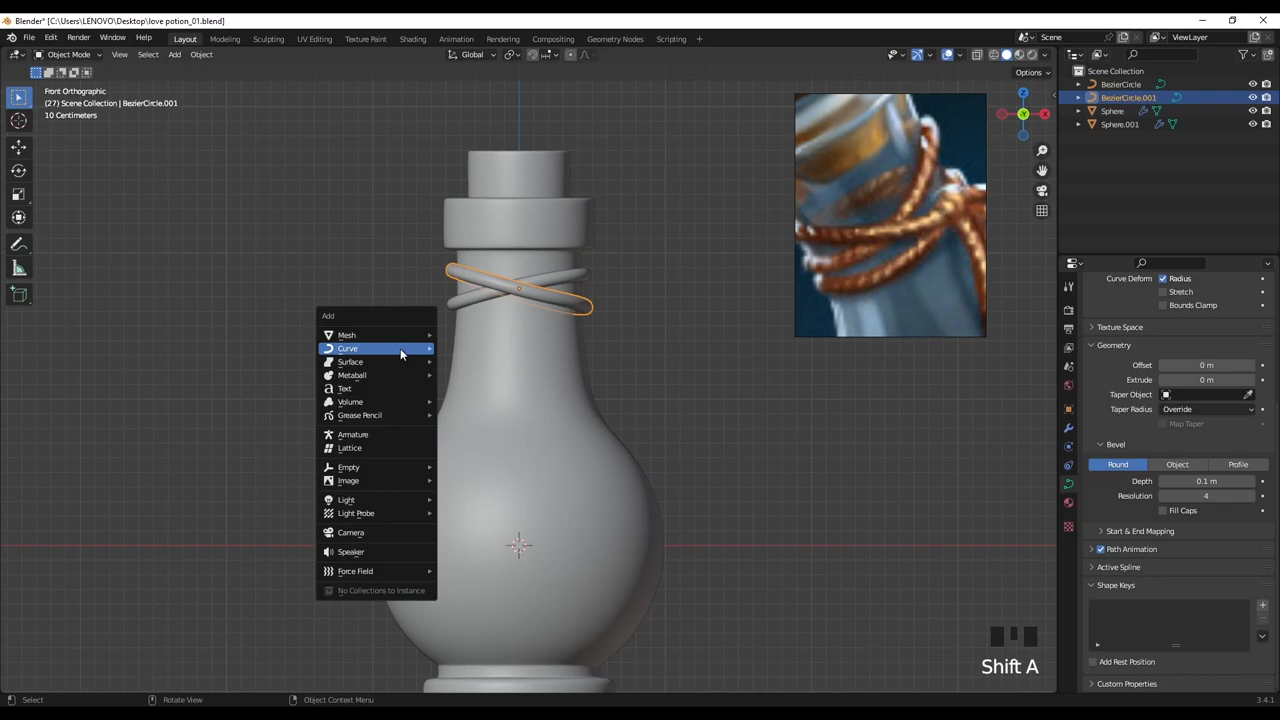 Blender* [C:\Users\LENOVO\Desktop\love potion_01.blend]
File Edit Render Window Help Layout Modeling Sculpting UV Editing Texture Paint Shading Animation Rendering Compositing Geometry Nodes Scripting Scene ViewLayer
Object Mode View Select Add Object Global
Options
Front Orthographic
(27) Scene Collection | BezierCircle.001
10 Centimeters
Z
X
Y
Scene Collection
BezierCircle
BezierCircle.001
Sphere
Sphere.001
Add
Mesh
Curve
Surface
Metaball
Text
Volume
Grease Pencil
Armature
Lattice
Empty
Image
Light
Light Probe
Camera
Speaker
Force Field
No Collections to Instance
Curve Deform Radius
Stretch
Bounds Clamp
Texture Space
Geometry
Offset 0 m
Extrude 0 m
Taper Object
Taper Radius Override
Map Taper
Bevel
Round Object Profile
Depth 0.1 m
Resolution 4
Fill Caps
Start & End Mapping
Path Animation
Active Spline
Shape Keys
Add Rest Position
Custom Properties
Shift A
Select Rotate View Object Context Menu 3.4.1